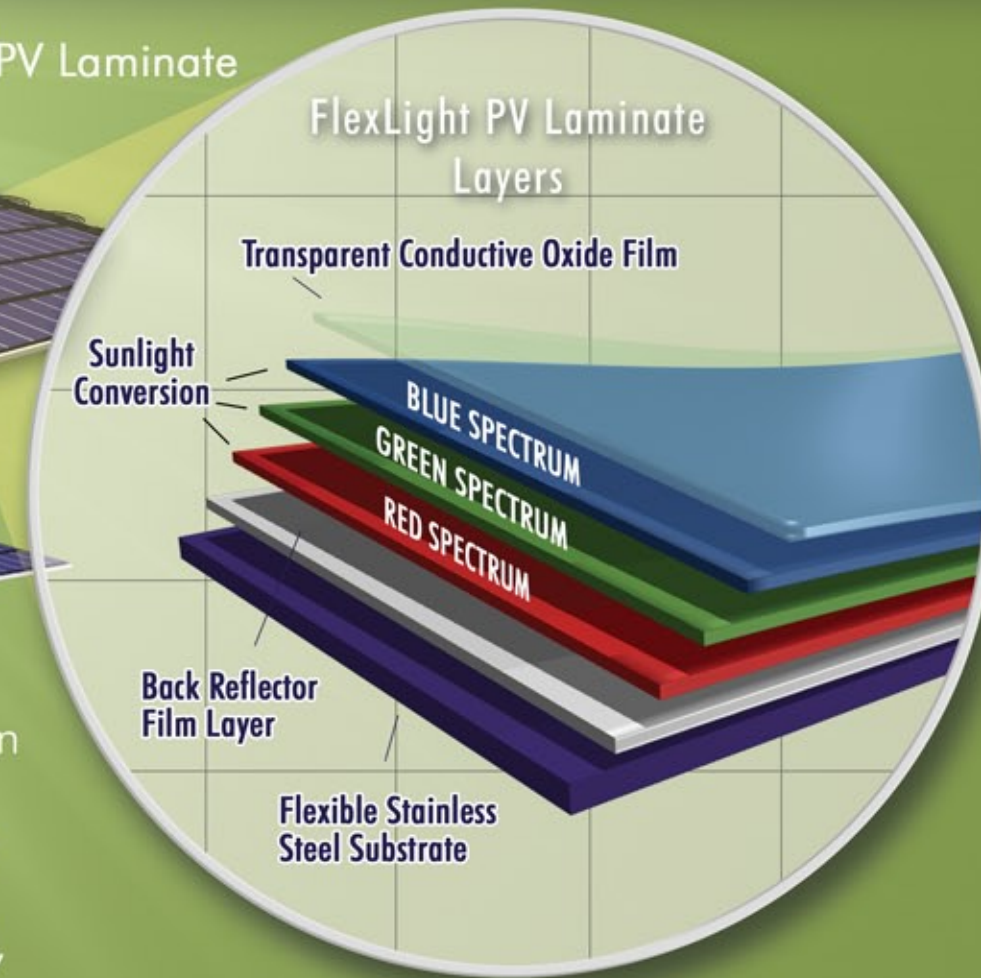 PV Laminate
FlexLight PV Laminate
Layers
Transparent Conductive Oxide Film
Sunlight
Conversion
BLUE SPECTRUM
GREEN SPECTRUM
RED SPECTRUM
Back Reflector
Film Layer
Flexible Stainless
Steel Substrate